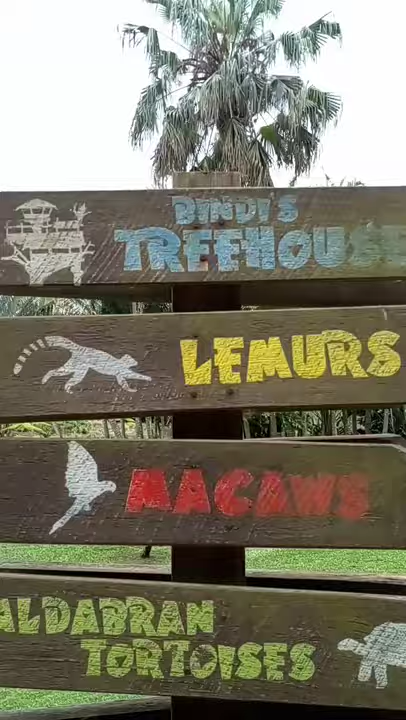 BINDI'S
TREEHOUSE
LEMURS
MACAWS
ALDABRAN
TORTOISES